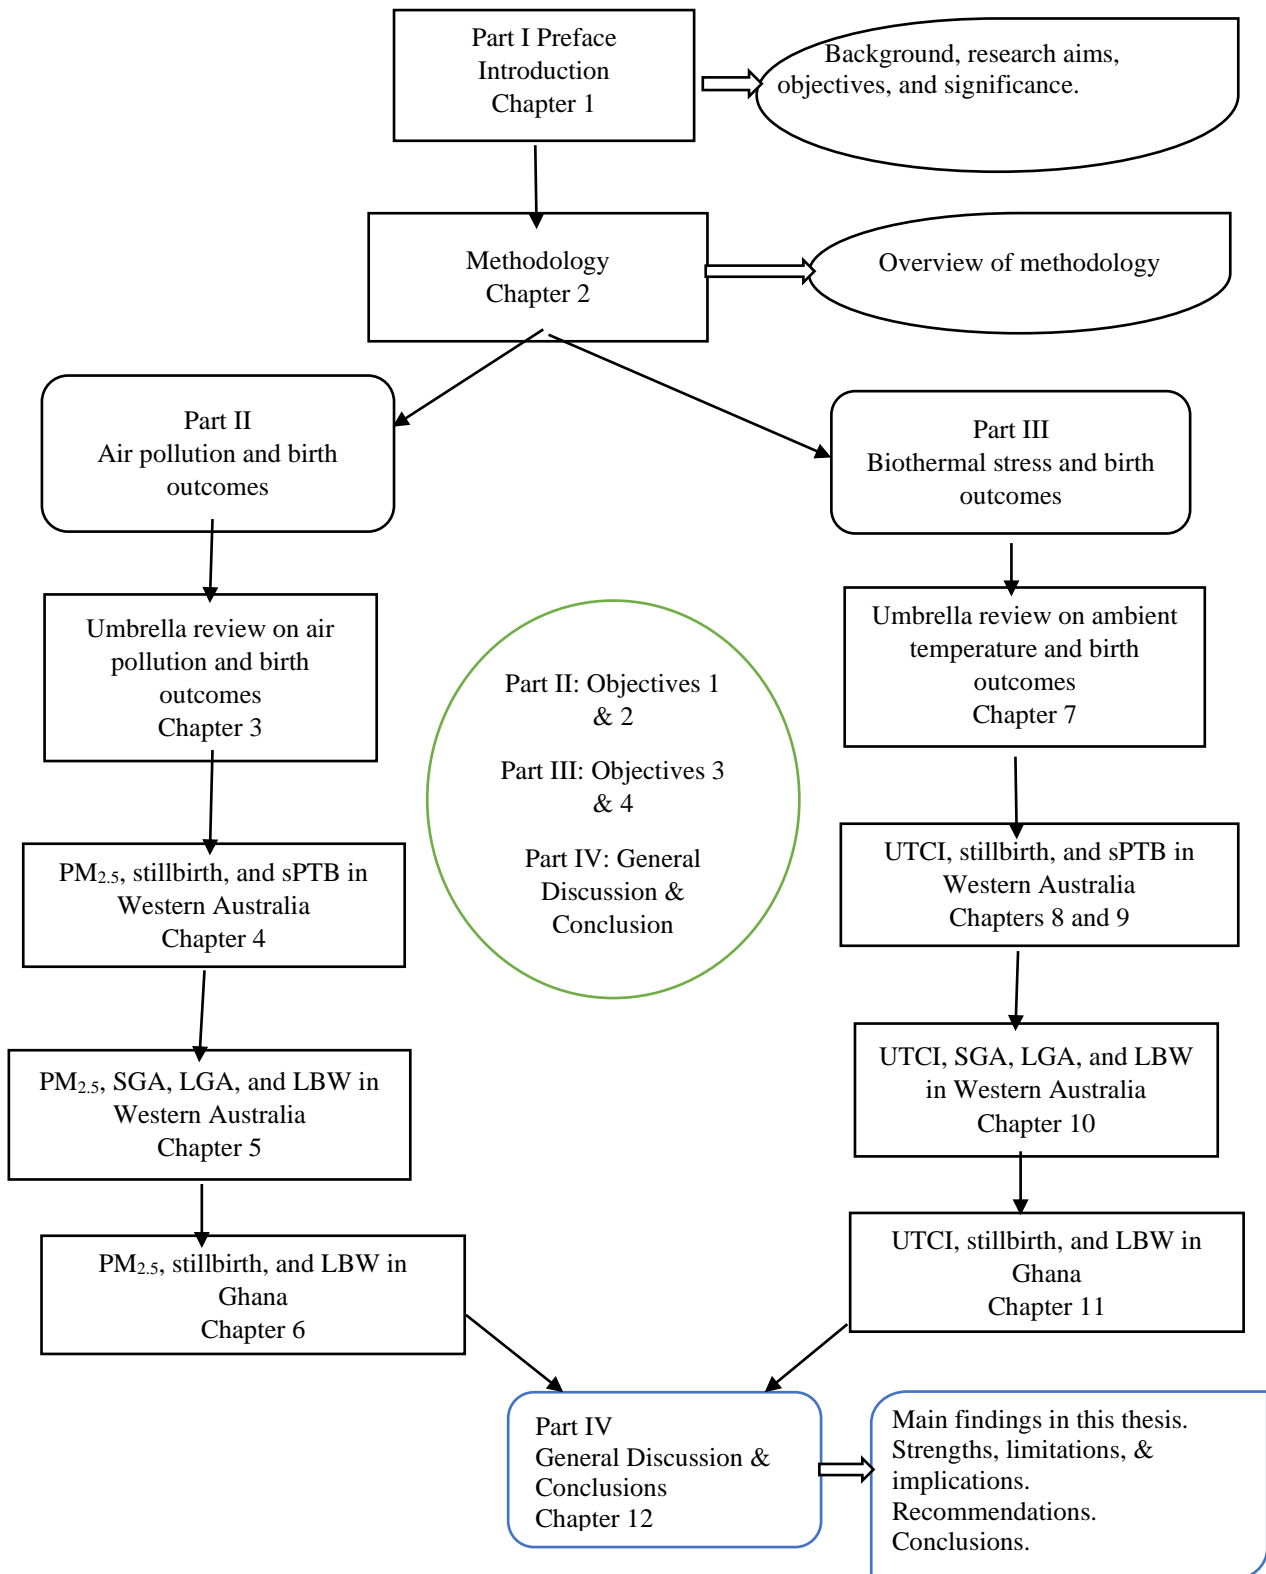 Part I Preface
Introduction
Chapter 1
Background, research aims,
objectives, and significance.
Methodology
Chapter 2
Overview of methodology
Part II
Air pollution and birth
outcomes
Part III
Biothermal stress and birth
outcomes
Umbrella review on air
pollution and birth
outcomes
Chapter 3
Umbrella review on ambient
temperature and birth
outcomes
Chapter 7
Part II: Objectives 1
& 2
Part III: Objectives 3
& 4
Part IV: General
Discussion &
Conclusion
PM2.5, stillbirth, and sPTB in
Western Australia
Chapter 4
UTCI, stillbirth, and sPTB in
Western Australia
Chapters 8 and 9
PM2.5, SGA, LGA, and LBW in
Western Australia
Chapter 5
UTCI, SGA, LGA, and LBW
in Western Australia
Chapter 10
PM2.5, stillbirth, and LBW in
Ghana
Chapter 6
UTCI, stillbirth, and LBW in
Ghana
Chapter 11
Part IV
General Discussion &
Conclusions
Chapter 12
Main findings in this thesis.
Strengths, limitations, &
implications.
Recommendations.
Conclusions.